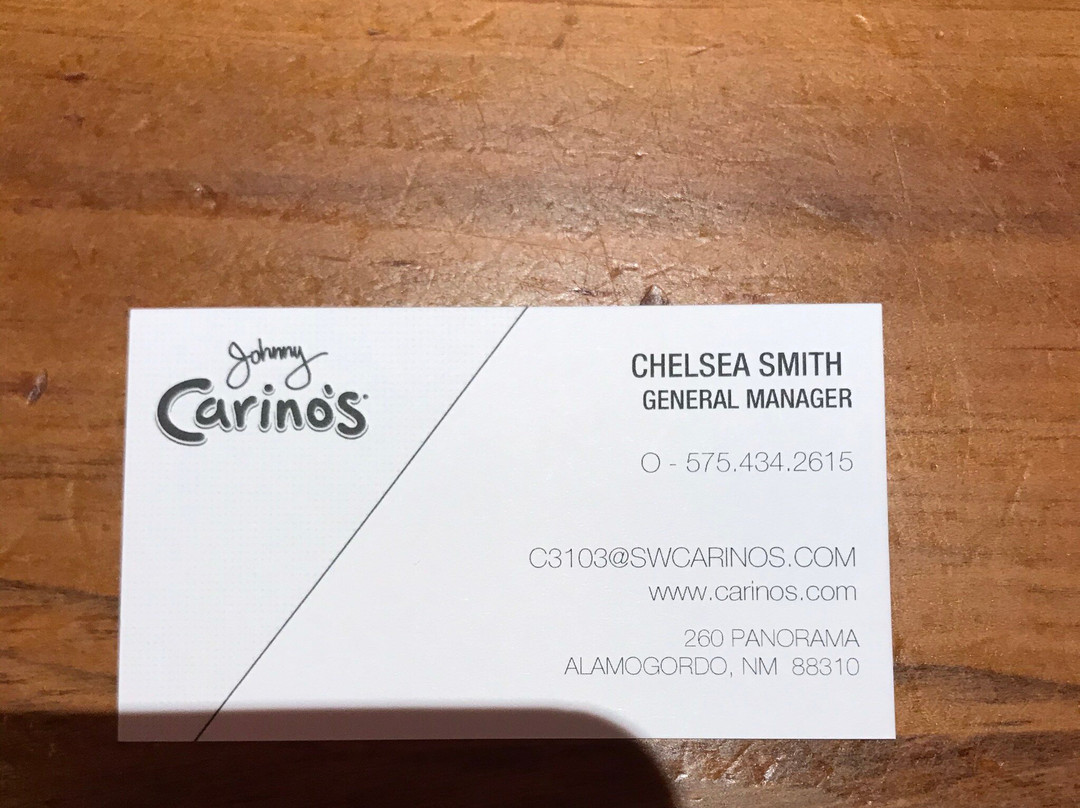 Johnny
Carino's
CHELSEA SMITH
GENERAL MANAGER
O - 575.434.2615
C3103@SWCARINOS.COM
www.carinos.com
260 PANORAMA
ALAMOGORDO, NM 88310